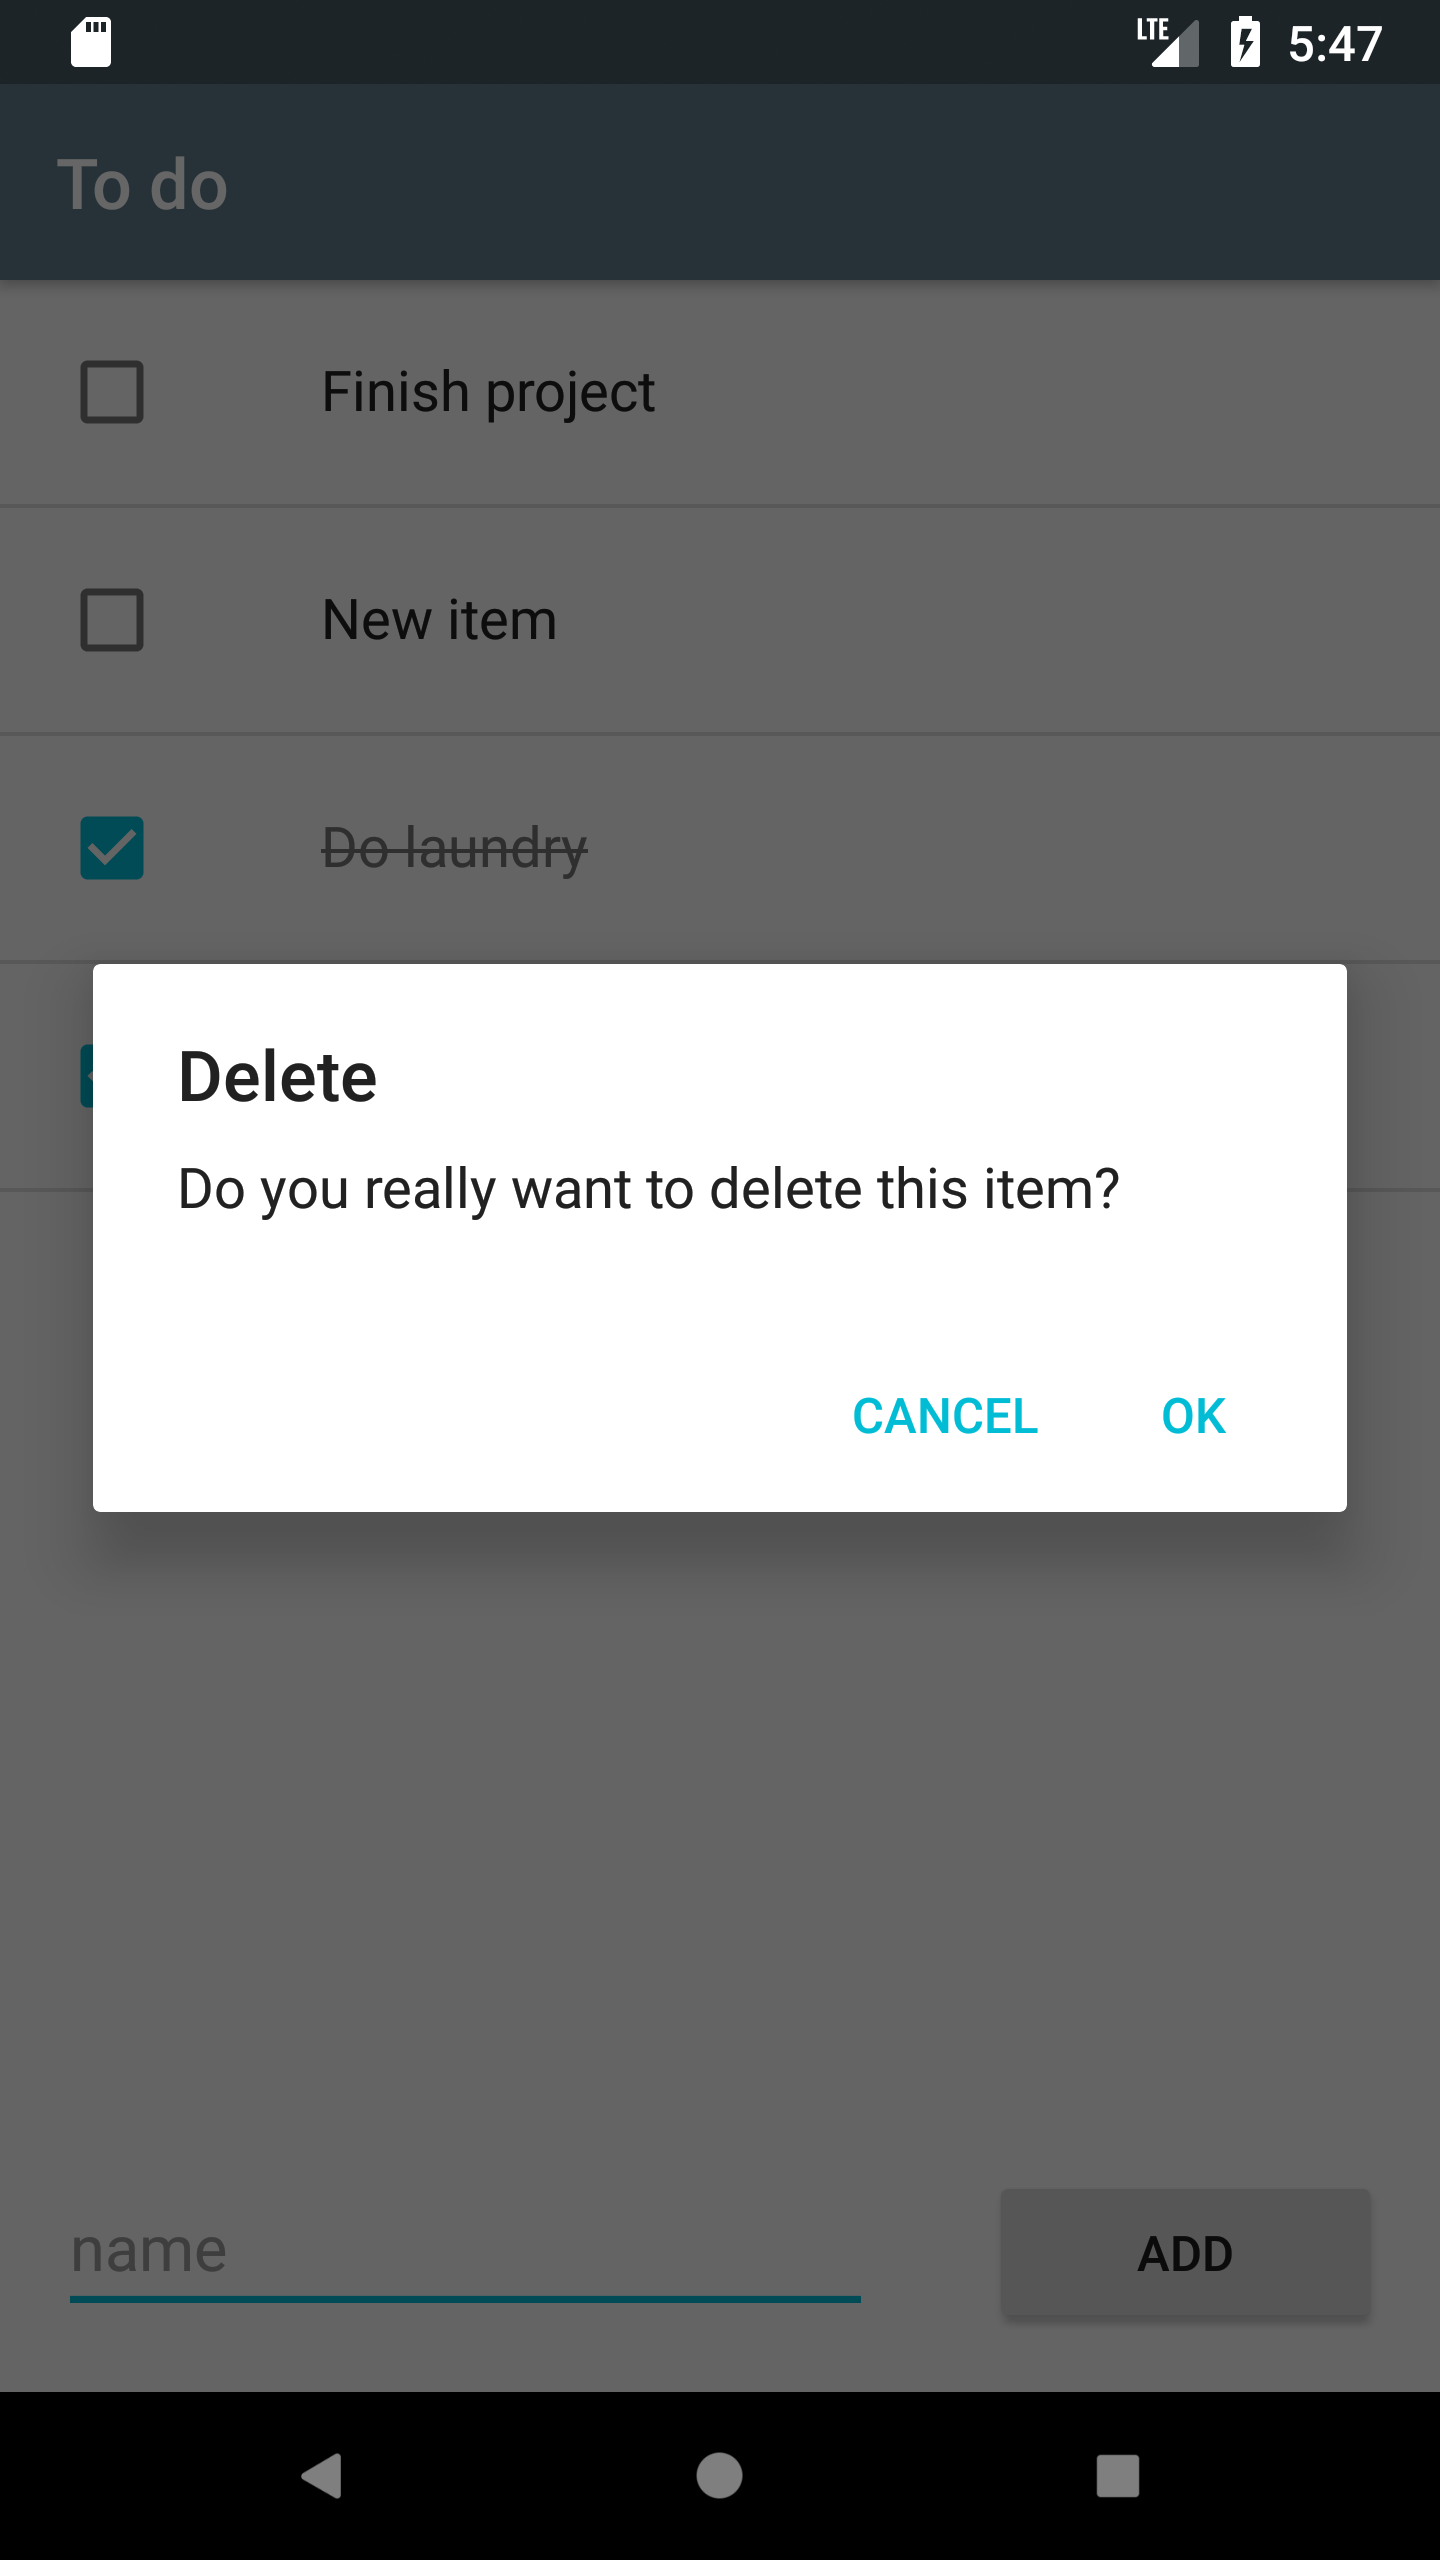 LTE 5:47
To do
Finish project
New item
Do laundry
Delete
Do you really want to delete this item?
CANCEL OK
name ADD